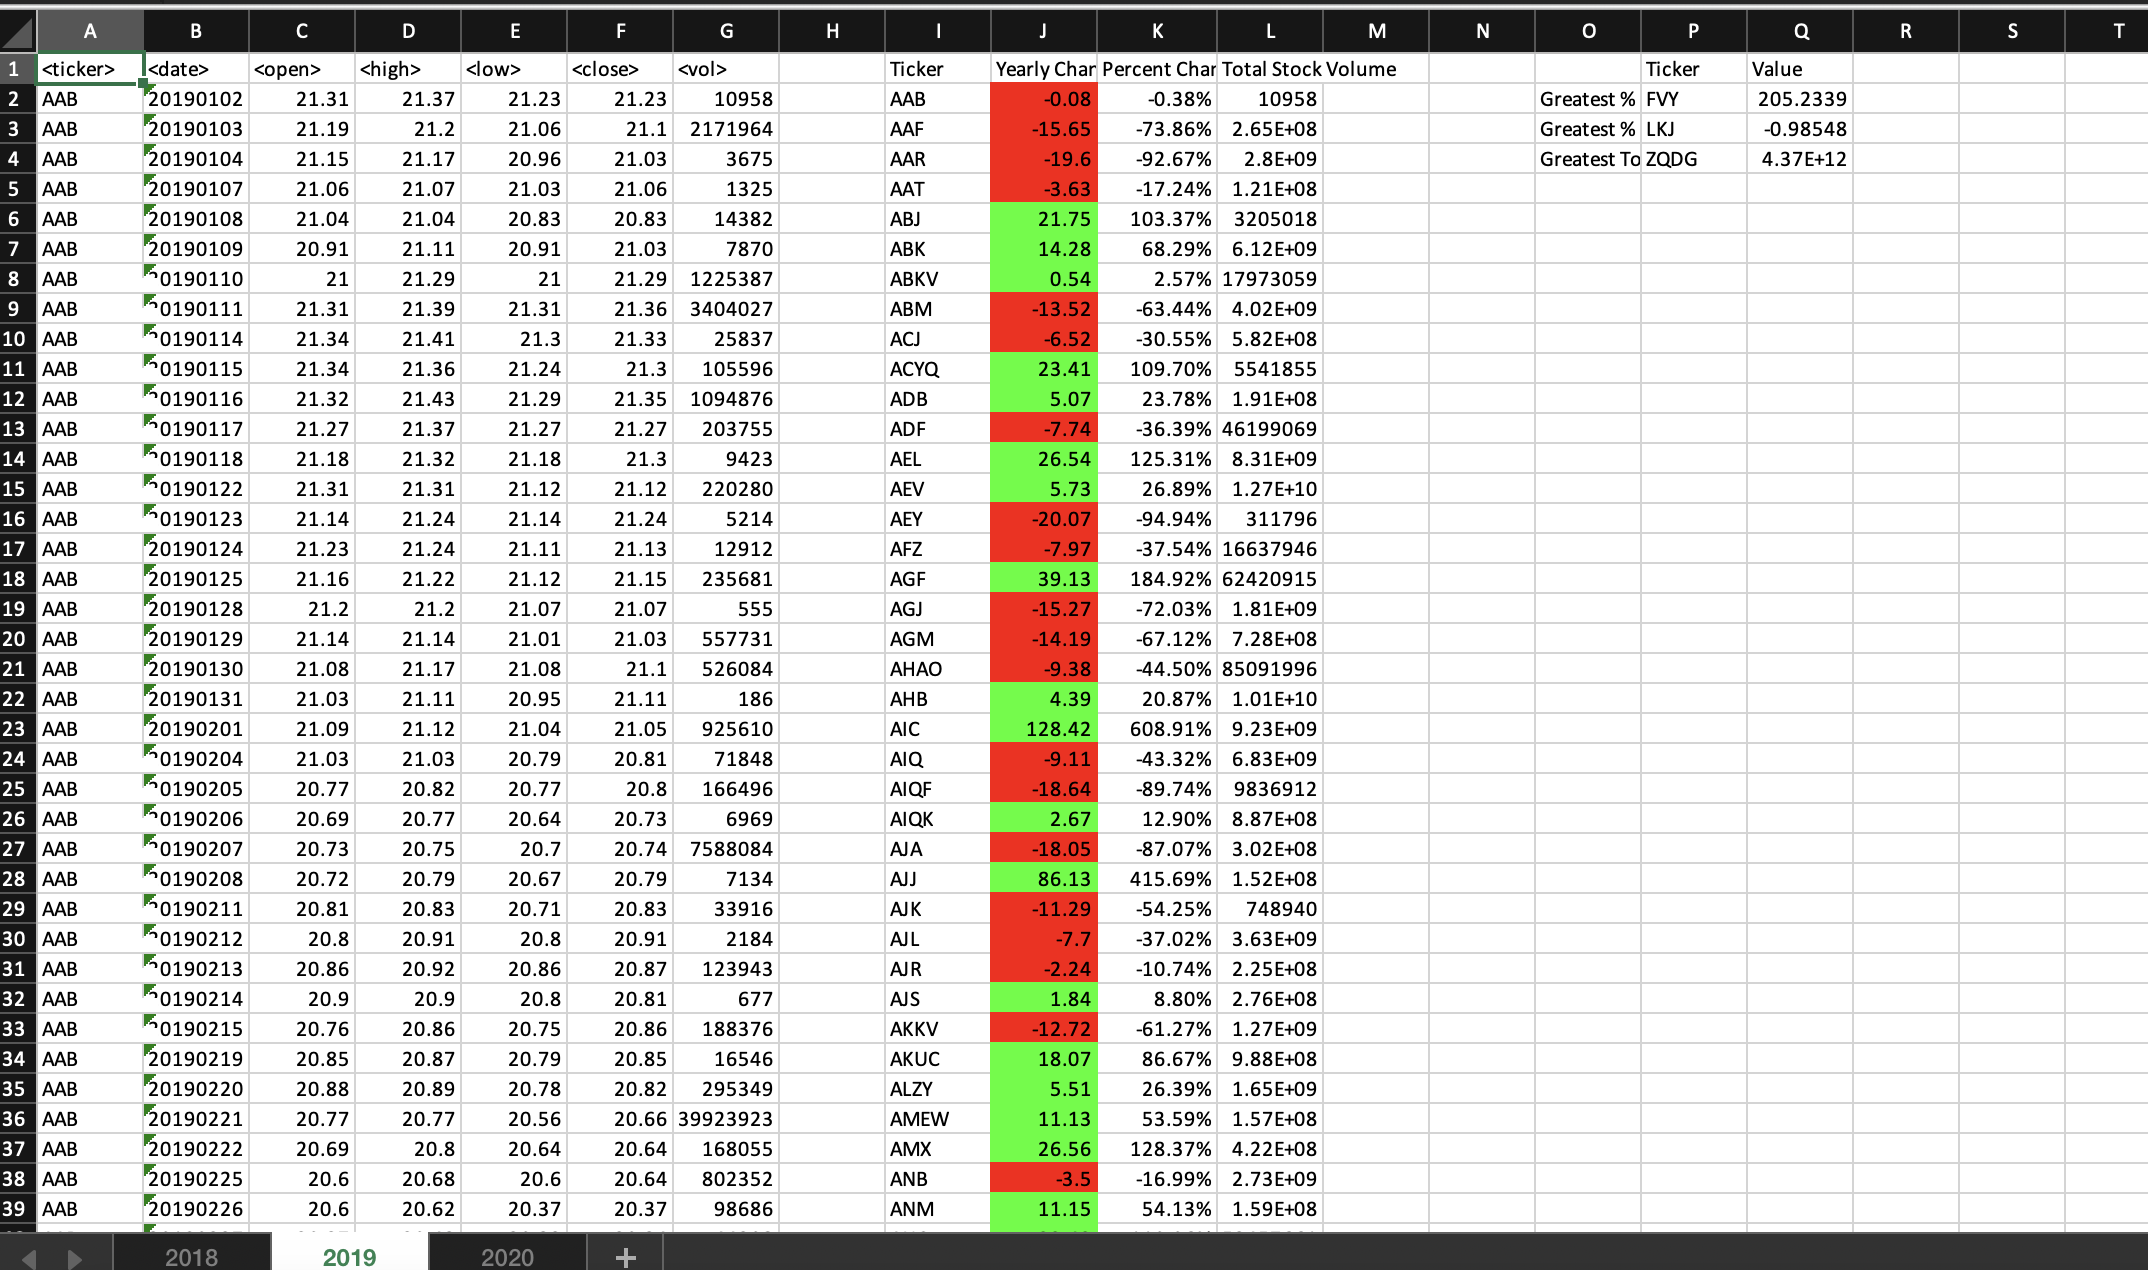 A B C D E F G H I J K L M N O P Q R S T
1 <ticker> <date> <open> <high> <low> <close> <vol> Ticker Yearly Char Percent Char Total Stock Volume Ticker Value
2 AAB 20190102 21.31 21.37 21.23 21.23 10958 AAB -0.08 -0.38% 10958 Greatest % FVY 205.2339
3 AAB 20190103 21.19 21.2 21.06 21.1 2171964 AAF -15.65 -73.86% 2.65E+08 Greatest % LKJ -0.98548
4 AAB 20190104 21.15 21.17 20.96 21.03 3675 AAR -19.6 -92.67% 2.8E+09 Greatest To ZQDG 4.37E+12
5 AAB 20190107 21.06 21.07 21.03 21.06 1325 AAT -3.63 -17.24% 1.21E+08
6 AAB 20190108 21.04 21.04 20.83 20.83 14382 ABJ 21.75 103.37% 3205018
7 AAB 20190109 20.91 21.11 20.91 21.03 7870 ABK 14.28 68.29% 6.12E+09
8 AAB 20190110 21 21.29 21 21.29 1225387 ABKV 0.54 2.57% 17973059
9 AAB 20190111 21.31 21.39 21.31 21.36 3404027 ABM -13.52 -63.44% 4.02E+09
10 AAB 20190114 21.34 21.41 21.3 21.33 25837 ACJ -6.52 -30.55% 5.82E+08
11 AAB 20190115 21.34 21.36 21.24 21.3 105596 ACYQ 23.41 109.70% 5541855
12 AAB 20190116 21.32 21.43 21.29 21.35 1094876 ADB 5.07 23.78% 1.91E+08
13 AAB 20190117 21.27 21.37 21.27 21.27 203755 ADF -7.74 -36.39% 46199069
14 AAB 20190118 21.18 21.32 21.18 21.3 9423 AEL 26.54 125.31% 8.31E+09
15 AAB 20190122 21.31 21.31 21.12 21.12 220280 AEV 5.73 26.89% 1.27E+10
16 AAB 20190123 21.14 21.24 21.14 21.24 5214 AEY -20.07 -94.94% 311796
17 AAB 20190124 21.23 21.24 21.11 21.13 12912 AFZ -7.97 -37.54% 16637946
18 AAB 20190125 21.16 21.22 21.12 21.15 235681 AGF 39.13 184.92% 62420915
19 AAB 20190128 21.2 21.2 21.07 21.07 555 AGJ -15.27 -72.03% 1.81E+09
20 AAB 20190129 21.14 21.14 21.01 21.03 557731 AGM -14.19 -67.12% 7.28E+08
21 AAB 20190130 21.08 21.17 21.08 21.1 526084 AHAO -9.38 -44.50% 85091996
22 AAB 20190131 21.03 21.11 20.95 21.11 186 AHB 4.39 20.87% 1.01E+10
23 AAB 20190201 21.09 21.12 21.04 21.05 925610 AIC 128.42 608.91% 9.23E+09
24 AAB 20190204 21.03 21.03 20.79 20.81 71848 AIQ -9.11 -43.32% 6.83E+09
25 AAB 20190205 20.77 20.82 20.77 20.8 166496 AIQF -18.64 -89.74% 9836912
26 AAB 20190206 20.69 20.77 20.64 20.73 6969 AIQK 2.67 12.90% 8.87E+08
27 AAB 20190207 20.73 20.75 20.7 20.74 7588084 AJA -18.05 -87.07% 3.02E+08
28 AAB 20190208 20.72 20.79 20.67 20.79 7134 AJJ 86.13 415.69% 1.52E+08
29 AAB 20190211 20.81 20.83 20.71 20.83 33916 AJK -11.29 -54.25% 748940
30 AAB 20190212 20.8 20.91 20.8 20.91 2184 AJL -7.7 -37.02% 3.63E+09
31 AAB 20190213 20.86 20.92 20.86 20.87 123943 AJR -2.24 -10.74% 2.25E+08
32 AAB 20190214 20.9 20.9 20.8 20.81 677 AJS 1.84 8.80% 2.76E+08
33 AAB 20190215 20.76 20.86 20.75 20.86 188376 AKKV -12.72 -61.27% 1.27E+09
34 AAB 20190219 20.85 20.87 20.79 20.85 16546 AKUC 18.07 86.67% 9.88E+08
35 AAB 20190220 20.88 20.89 20.78 20.82 295349 ALZY 5.51 26.39% 1.65E+09
36 AAB 20190221 20.77 20.77 20.56 20.66 39923923 AMEW 11.13 53.59% 1.57E+08
37 AAB 20190222 20.69 20.8 20.64 20.64 168055 AMX 26.56 128.37% 4.22E+08
38 AAB 20190225 20.6 20.68 20.6 20.64 802352 ANB -3.5 -16.99% 2.73E+09
39 AAB 20190226 20.6 20.62 20.37 20.37 98686 ANM 11.15 54.13% 1.59E+08
2018 2019 2020 +